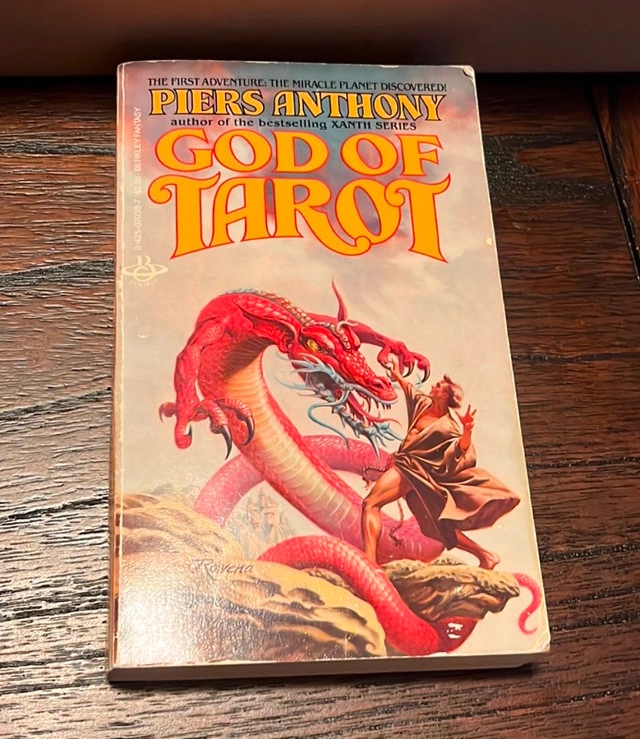 THE FIRST ADVENTURE: THE MIRACLE PLANET DISCOVERED!
PIERS ANTHONY
author of the bestselling XANTH SERIES
GOD OF
TAROT
BERKLEY FANTASY
Rowena